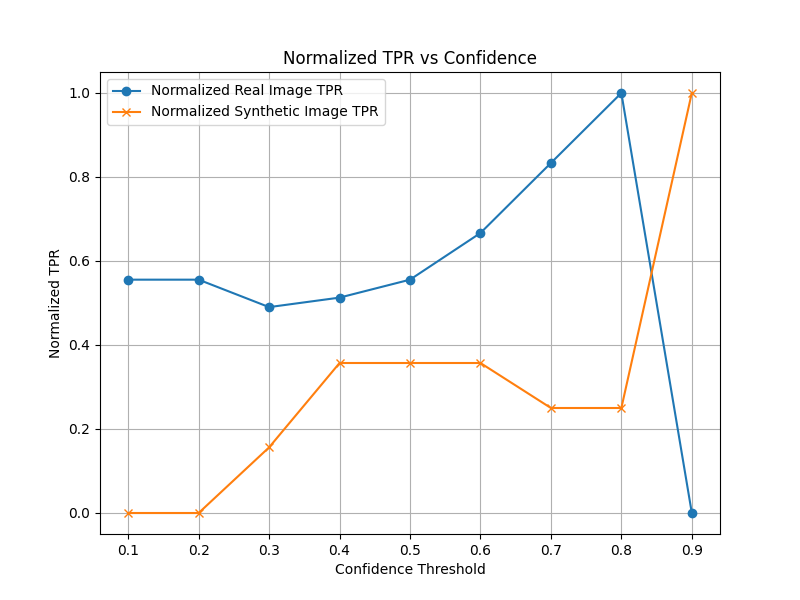 Normalized TPR vs Confidence
Normalized Real Image TPR
Normalized Synthetic Image TPR
Normalized TPR
1.0
0.8
0.6
0.4
0.2
0.0
0.1 0.2 0.3 0.4 0.5 0.6 0.7 0.8 0.9
Confidence Threshold